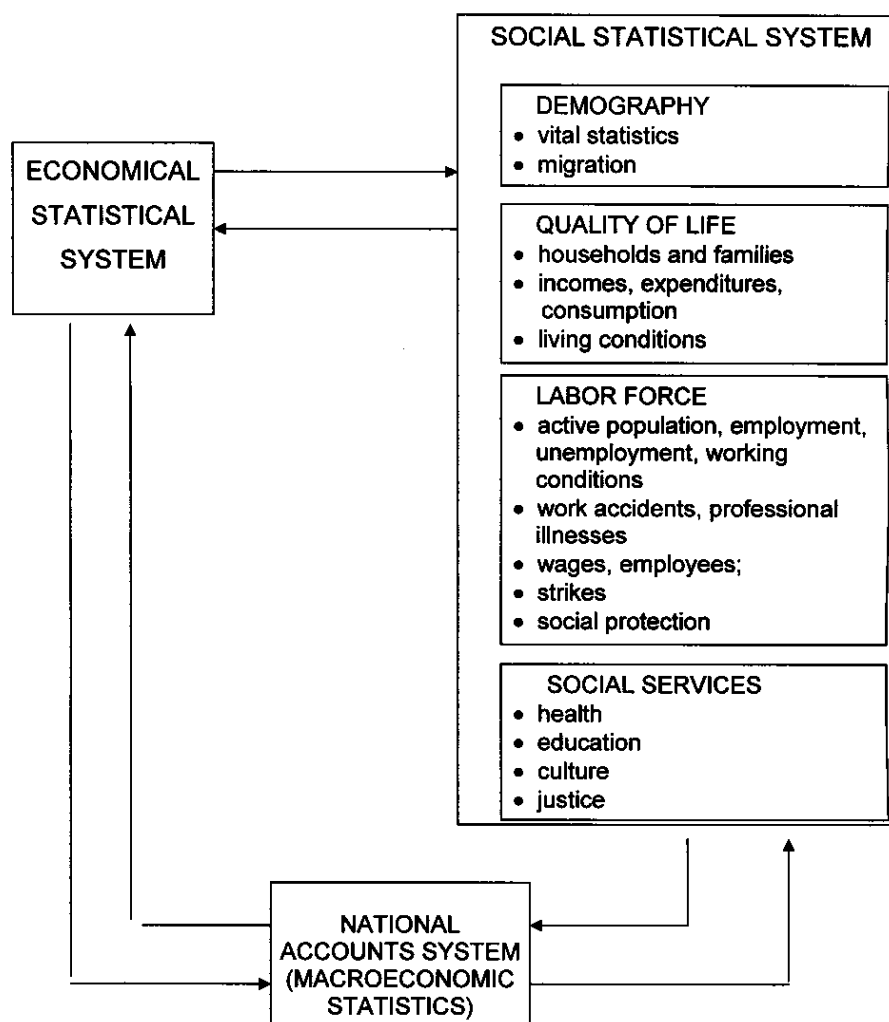 ECONOMICAL
STATISTICAL
SYSTEM
SOCIAL STATISTICAL SYSTEM
DEMOGRAPHY
• vital statistics
• migration
QUALITY OF LIFE
• households and families
• incomes, expenditures,
consumption
• living conditions
LABOR FORCE
• active population, employment,
unemployment, working
conditions
• work accidents, professional
illnesses
• wages, employees;
• strikes
• social protection
SOCIAL SERVICES
• health
• education
• culture
• justice
NATIONAL
ACCOUNTS SYSTEM
(MACROECONOMIC
STATISTICS)